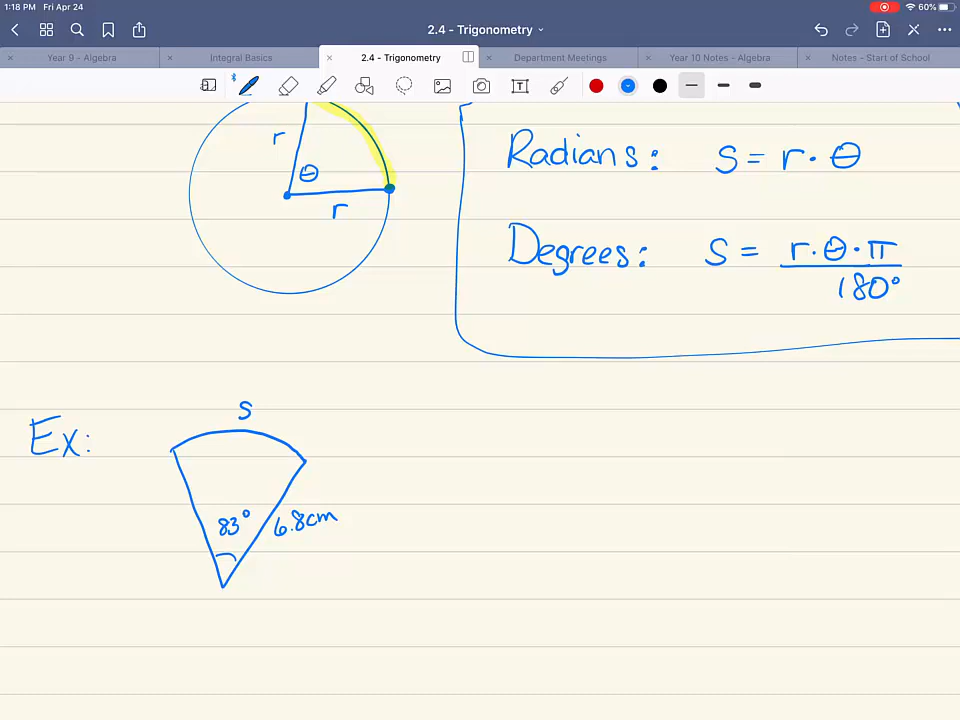 1:18 PM Fri Apr 24
60%
2.4 - Trigonometry
Year 9 - Algebra
Integral Basics
2.4 - Trigonometry
Department Meetings
Year 10 Notes - Algebra
Notes - Start of School
r
θ
r
Radians: S = r · θ
Degrees: S = r · θ · π / 180°
Ex:
S
83°
6.8cm